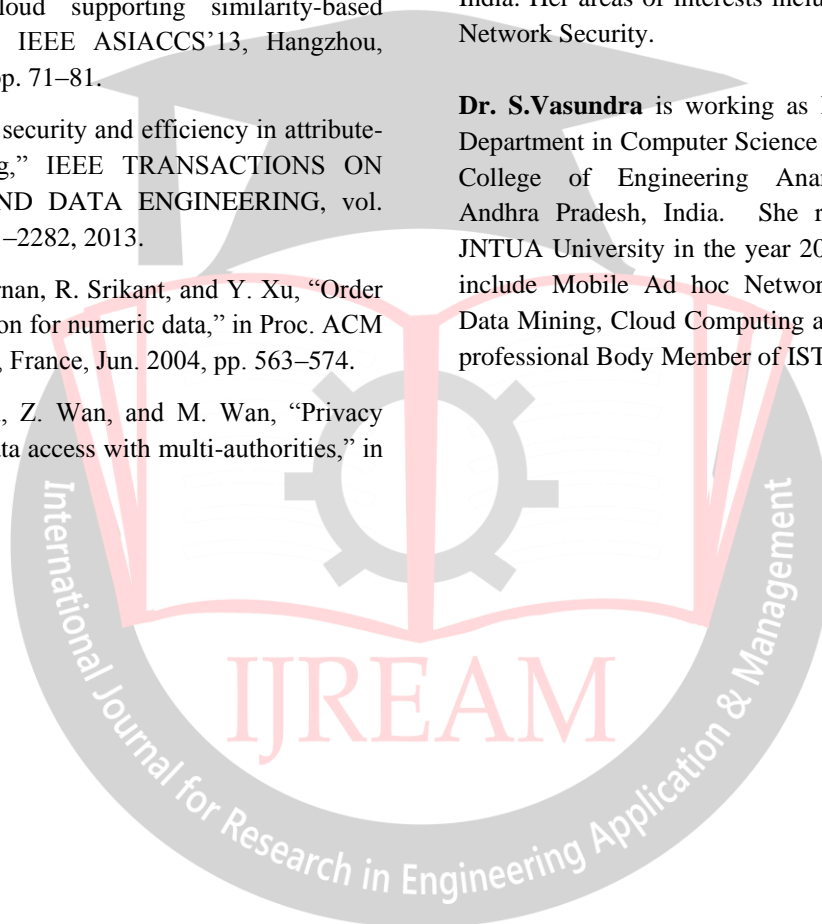 loud supporting similarity-based
IEEE ASIACCS’13, Hangzhou,
pp. 71–81.
security and efficiency in attribute-
g,” IEEE TRANSACTIONS ON
ND DATA ENGINEERING, vol.
–2282, 2013.
R. Srikant, and Y. Xu, “Order
on for numeric data,” in Proc. ACM
, France, Jun. 2004, pp. 563–574.
Z. Wan, and M. Wan, “Privacy
ta access with multi-authorities,” in
India. Her areas of interests inclu
Network Security.
Dr. S.Vasundra is working as
Department in Computer Science
College of Engineering Anan
Andhra Pradesh, India. She r
JNTUA University in the year 20
include Mobile Ad hoc Networ
Data Mining, Cloud Computing a
professional Body Member of IST
IJREAM
International Journal for Research in Engineering Application & Management